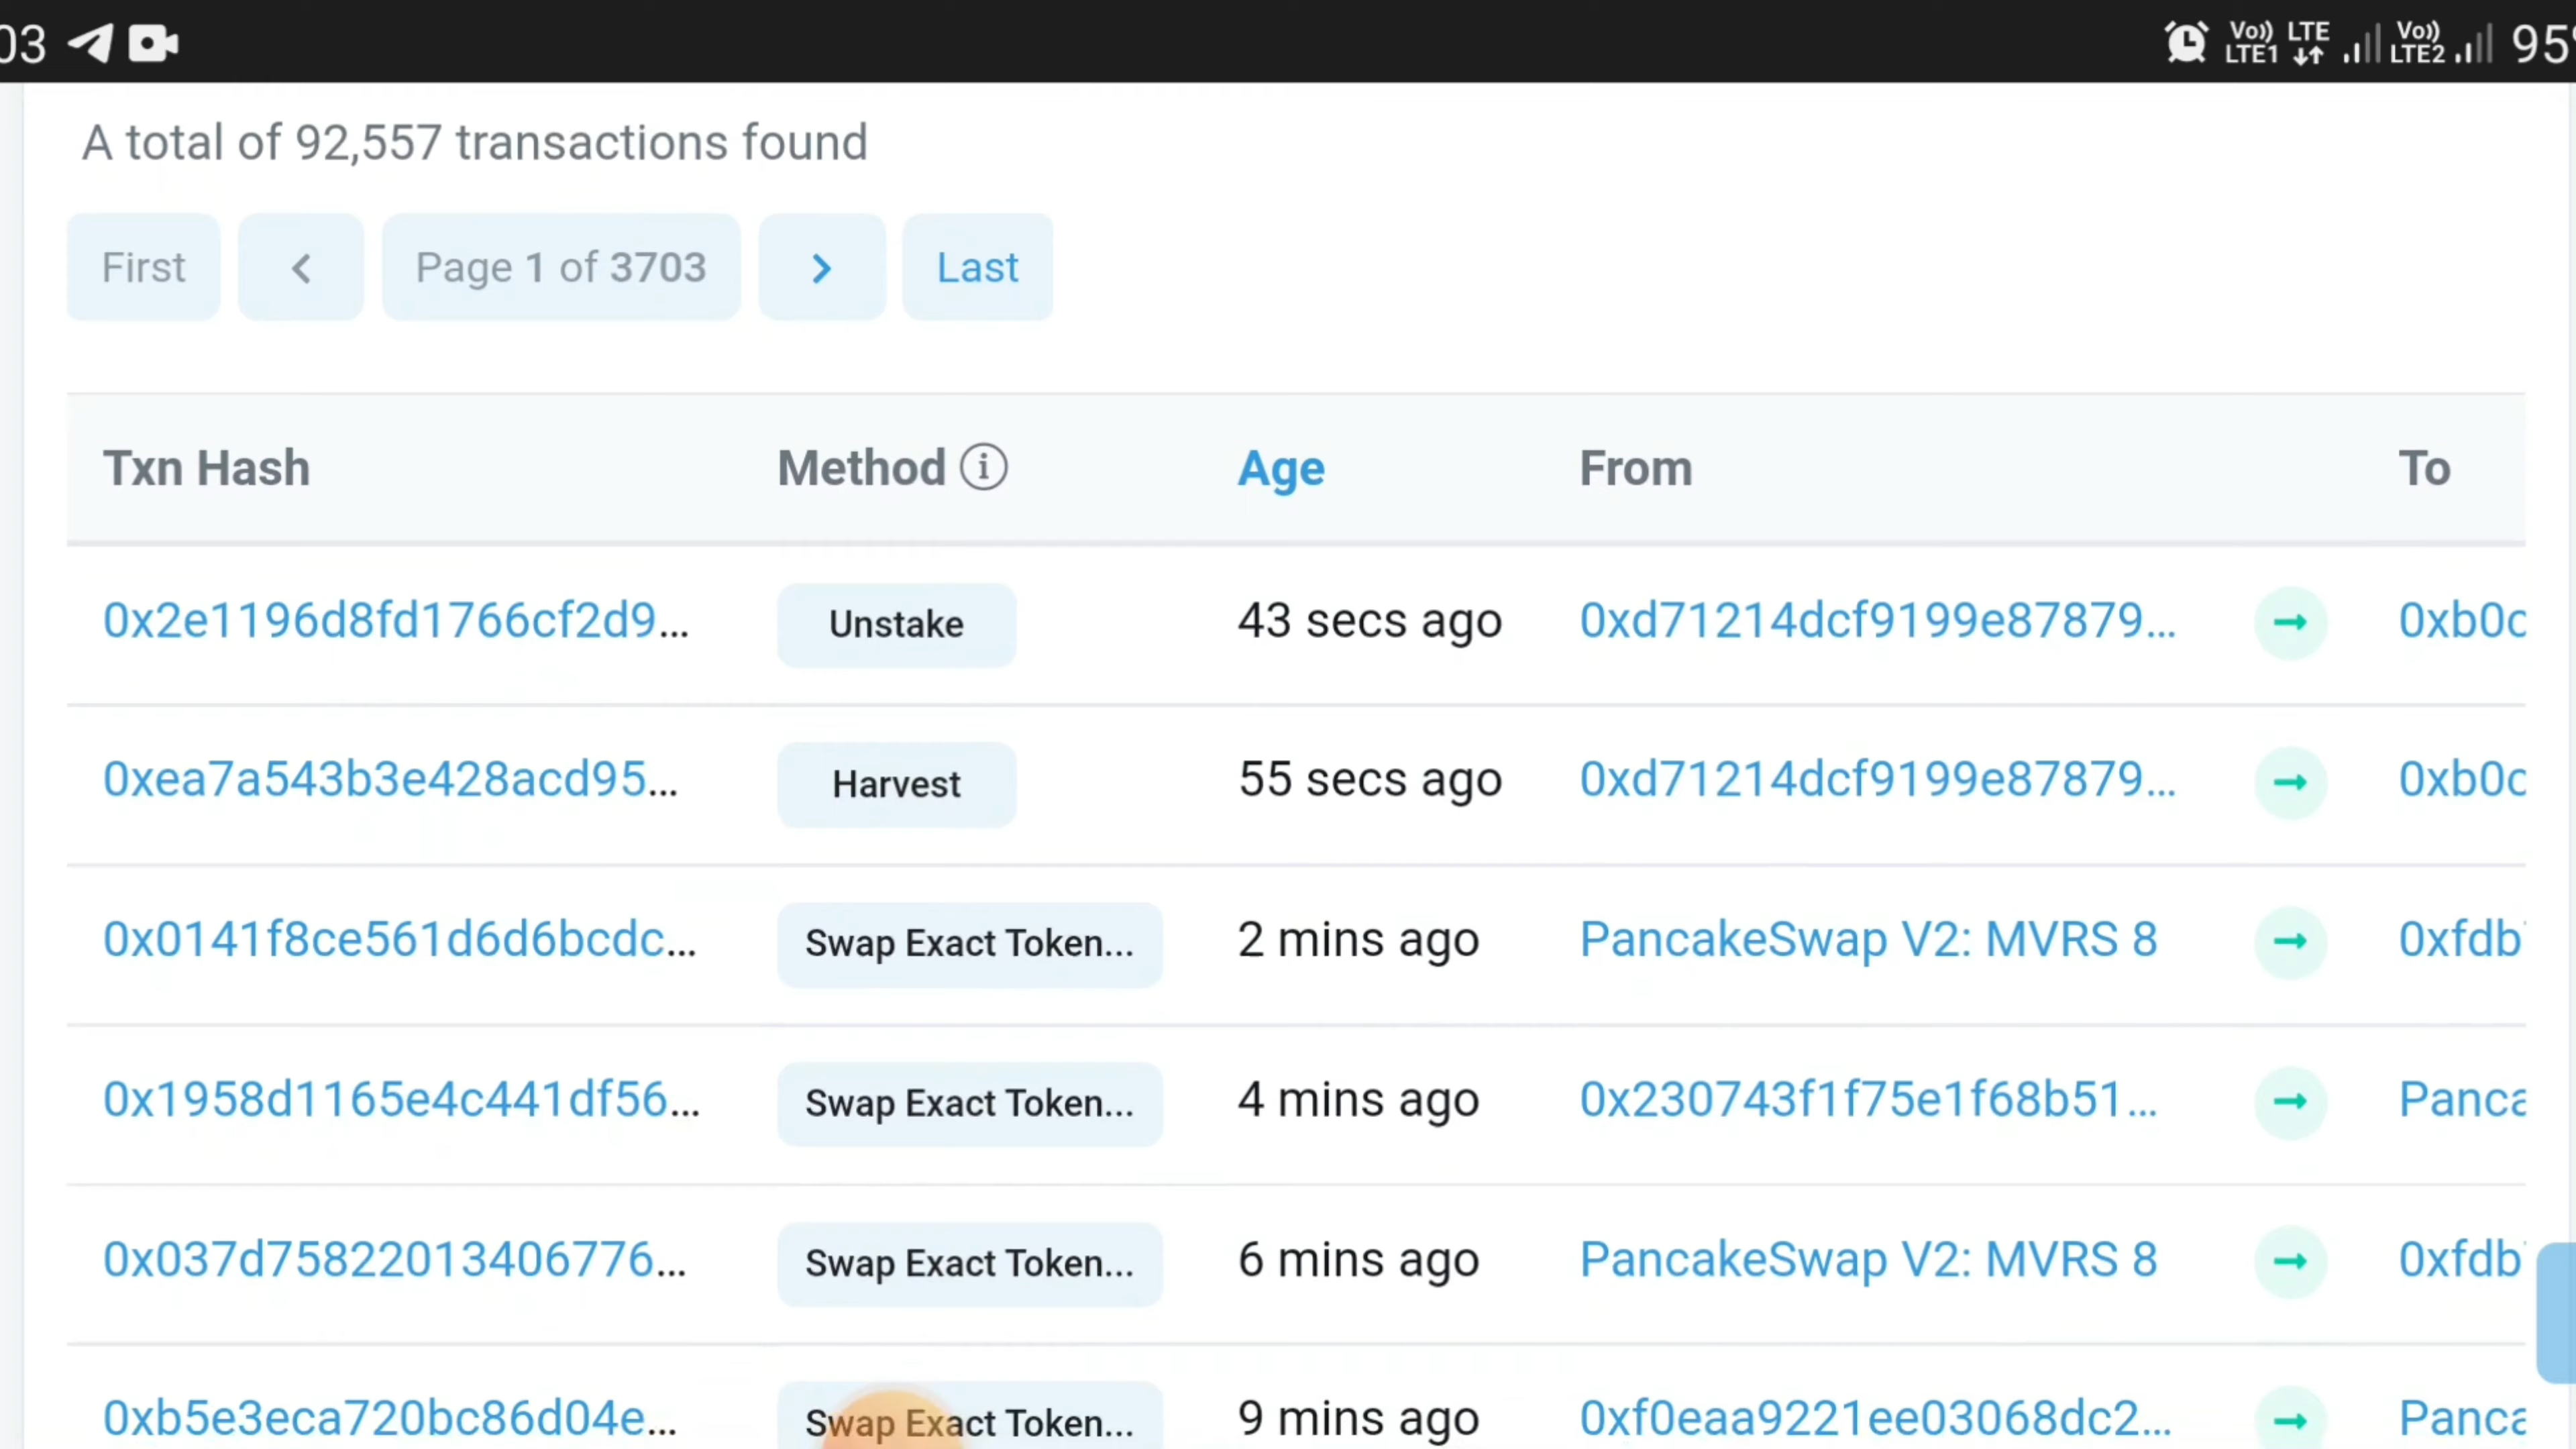 03 Vo)) LTE1 LTE Vo)) LTE2 95
A total of 92,557 transactions found
First < Page 1 of 3703 > Last
Txn Hash Method i Age From To
0x2e1196d8fd1766cf2d9... Unstake 43 secs ago 0xd71214dcf9199e87879... 0xb0c
0xea7a543b3e428acd95... Harvest 55 secs ago 0xd71214dcf9199e87879... 0xb0c
0x0141f8ce561d6d6bcdc... Swap Exact Token... 2 mins ago PancakeSwap V2: MVRS 8 0xfdb
0x1958d1165e4c441df56... Swap Exact Token... 4 mins ago 0x230743f1f75e1f68b51... Panca
0x037d75822013406776... Swap Exact Token... 6 mins ago PancakeSwap V2: MVRS 8 0xfdb
0xb5e3eca720bc86d04e... Swap Exact Token... 9 mins ago 0xf0eaa9221ee03068dc2... Panca